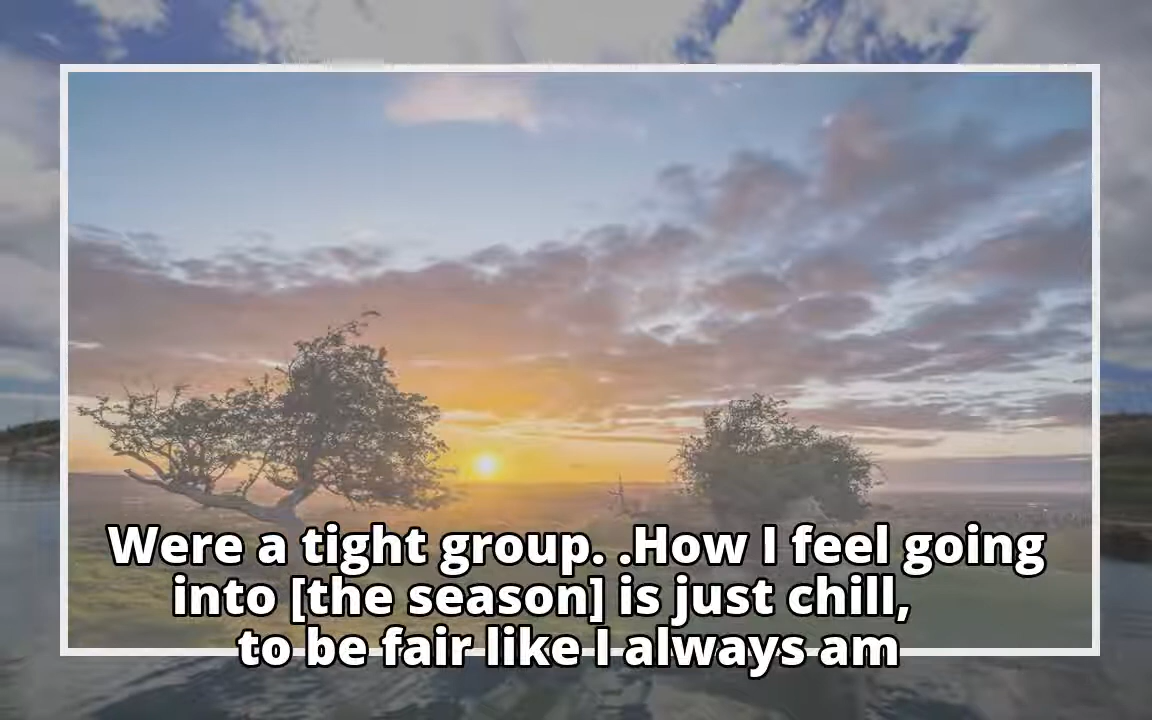 Were a tight group. .How I feel going
into [the season] is just chill,
to be fair like I always am